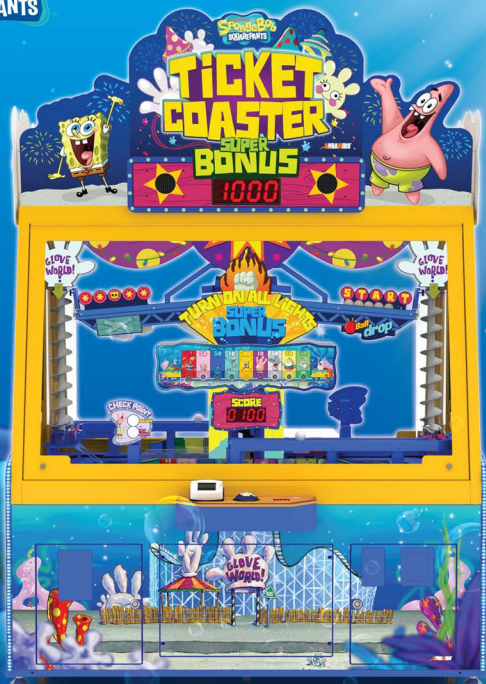 ANTS
SpongeBob
SQUAREPANTS
TiCKET
COASTER
SUPER
BONUS
1000
GLOVE
WORLD!
GLOVE
WORLD!
START
TURN ON ALL LIGHTS
SUPER
BONUS
Ball
drop
CHECK POINT
SCORE
0100
GLOVE
WORLD!